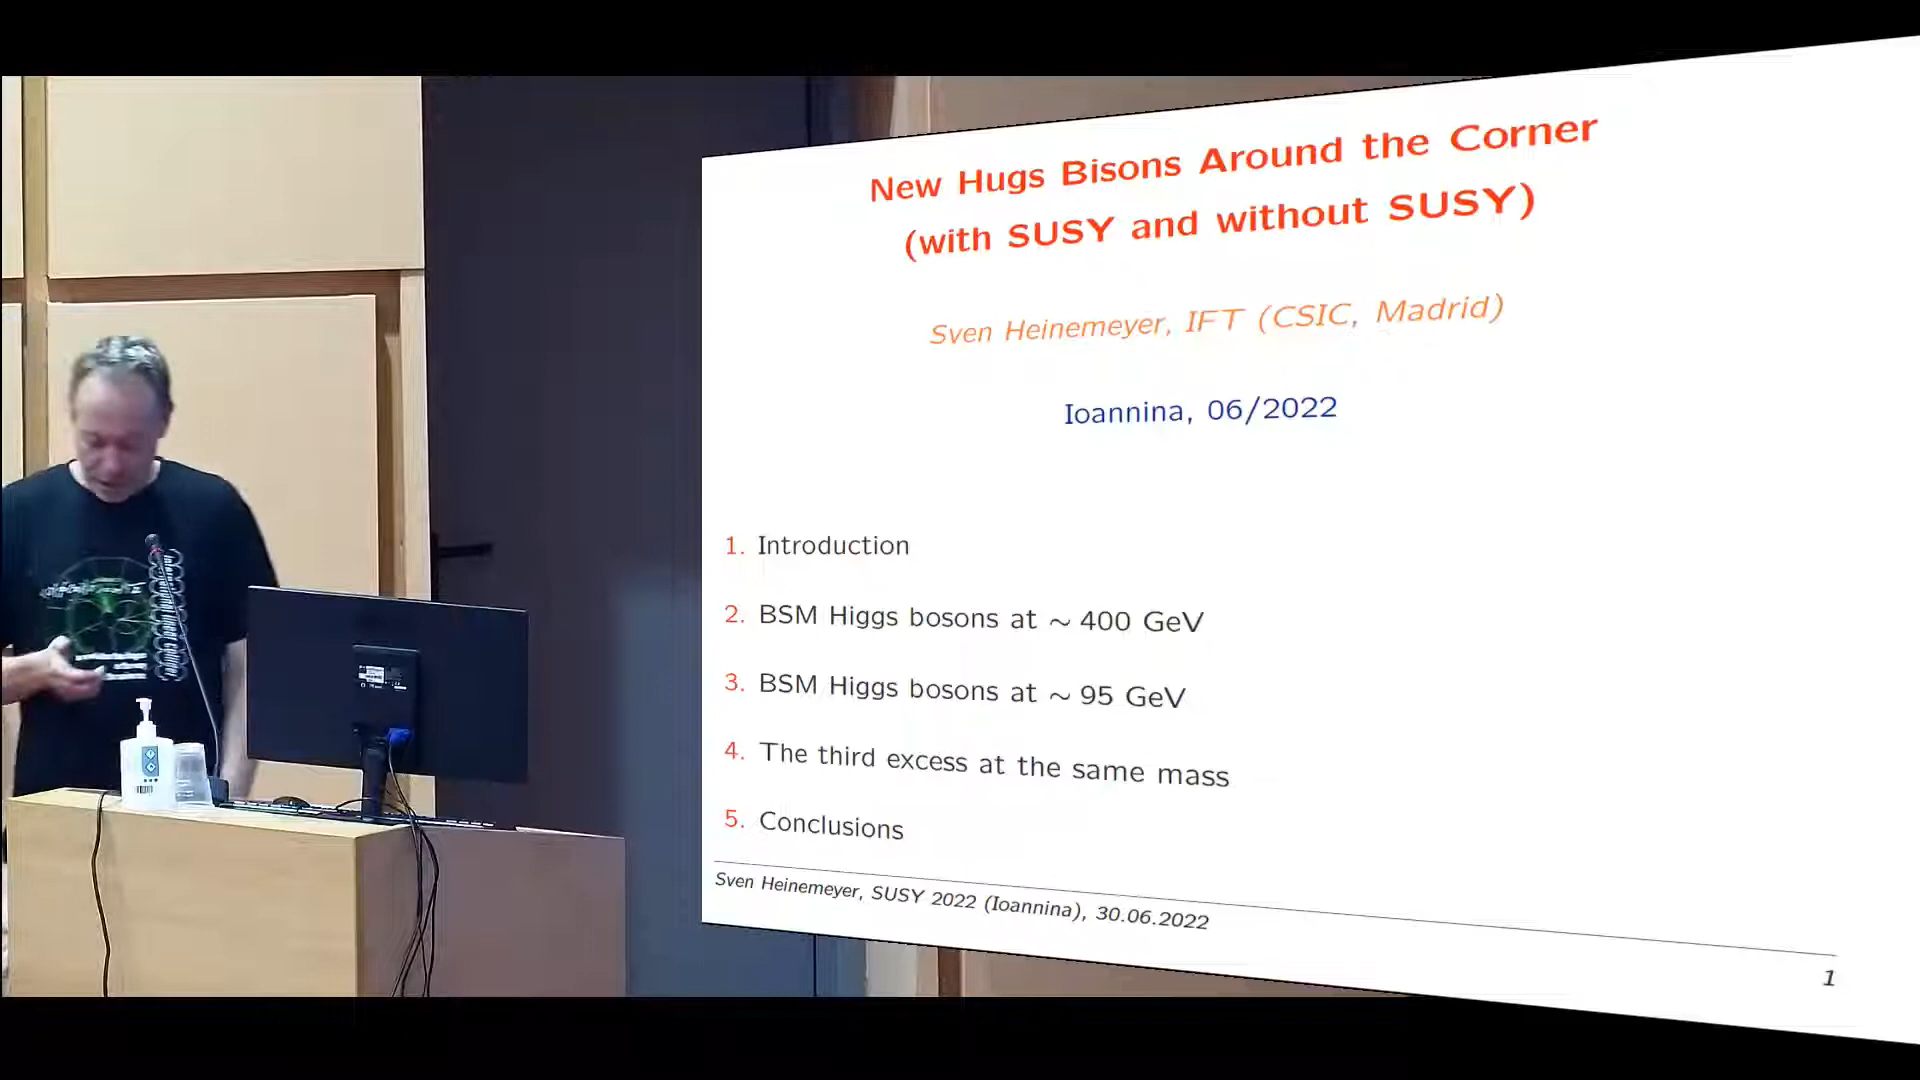 New Hugs Bisons Around the Corner
(with SUSY and without SUSY)
Sven Heinemeyer, IFT (CSIC, Madrid)
Ioannina, 06/2022
1. Introduction
2. BSM Higgs bosons at ~ 400 GeV
3. BSM Higgs bosons at ~ 95 GeV
4. The third excess at the same mass
5. Conclusions
Sven Heinemeyer, SUSY 2022 (Ioannina), 30.06.2022
1